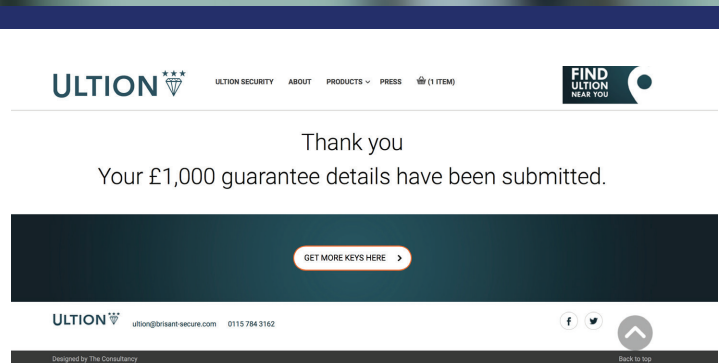 ULTION
ULTION SECURITY ABOUT PRODUCTS PRESS (1 ITEM)
FIND
ULTION
NEAR YOU
Thank you
Your £1,000 guarantee details have been submitted.
GET MORE KEYS HERE
ULTION ultion@brisant-secure.com 0115 784 3162
Designed by The Consultancy Back to top